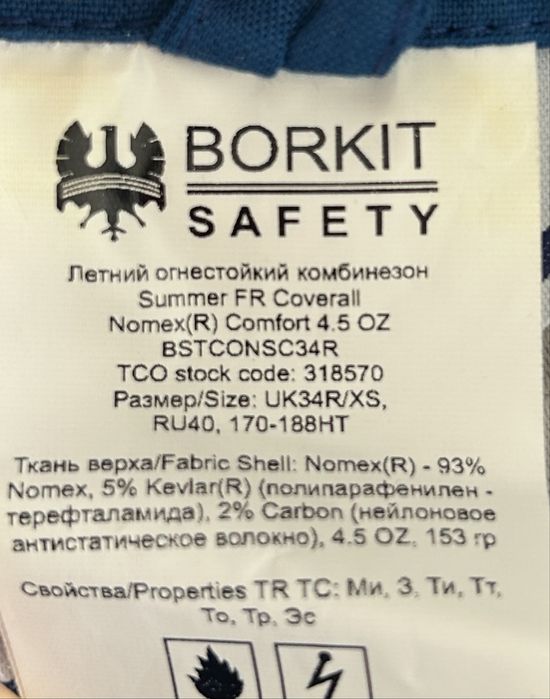 BORKIT
SAFETY
Летний огнестойкий комбинезон
Summer FR Coverall
Nomex(R) Comfort 4.5 OZ
BSTCONSC34R
TCO stock code: 318570
Размер/Size: UK34R/XS,
RU40, 170-188HT
Ткань верха/Fabric Shell: Nomex(R) - 93%
Nomex, 5% Kevlar(R) (полипарафенилен -
терефталамида), 2% Carbon (нейлоновое
антистатическое волокно), 4.5 OZ, 153 гр
Свойства/Properties TR TC: Ми, З, Ти, Тт,
То, Тр, Эс